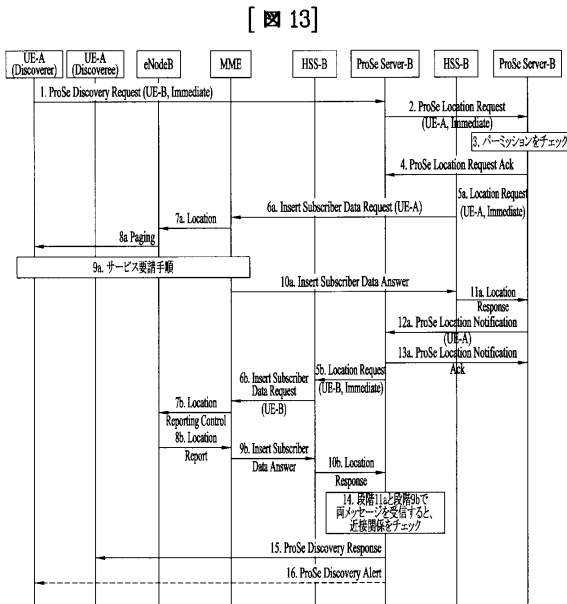 [ 図 13]
UE-A
(Discoverer)
UE-A
(Discoveree)
eNodeB
MME
HSS-B
ProSe Server-B
HSS-B
ProSe Server-B
1. ProSe Discovery Request (UE-B, Immediate)
2. ProSe Location Request
(UE-A, Immediate)
3. パーミッションをチェック
4. ProSe Location Request Ack
5a. Location Request
(UE-A, Immediate)
6a. Insert Subscriber Data Request (UE-A)
7a. Location
8a Paging
9a. サービス要請手順
10a. Insert Subscriber Data Answer
11a. Location
Response
12a. ProSe Location Notification
(UE-A)
13a. ProSe Location Notification
Ack
5b. Location Request
(UE-B, Immediate)
6b. Insert Subscriber
Data Request
(UE-B)
7b. Location
Reporting Control
8b. Location
Report
9b. Insert Subscriber
Data Answer
10b. Location
Response
14. 段階11aと段階9bで
両メッセージを受信すると、
近接関係をチェック
15. ProSe Discovery Response
16. ProSe Discovery Alert